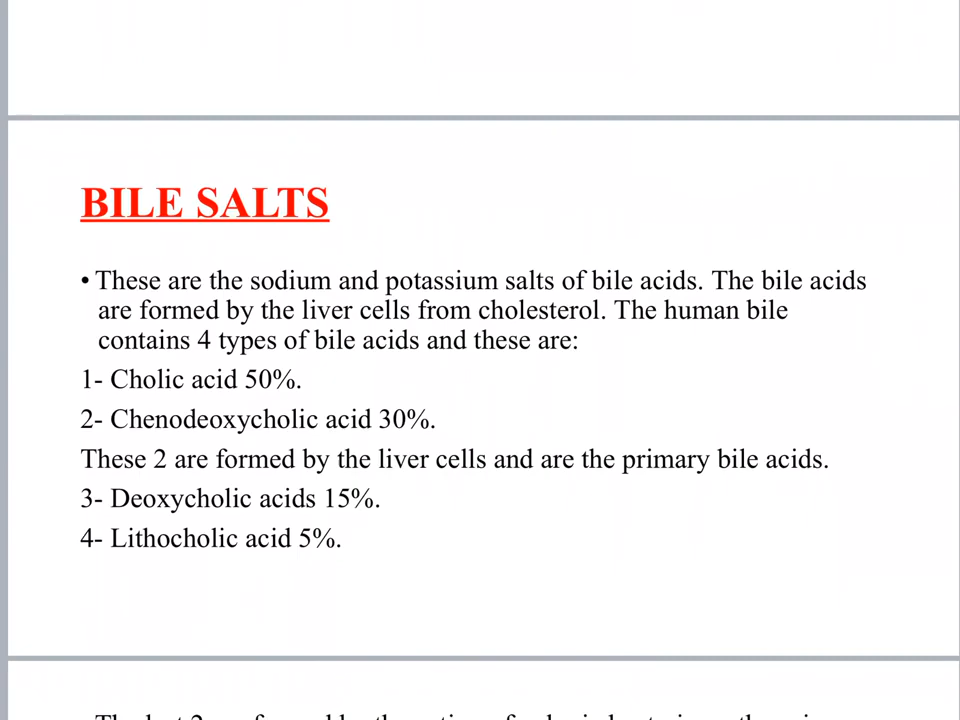 BILE SALTS
• These are the sodium and potassium salts of bile acids. The bile acids
are formed by the liver cells from cholesterol. The human bile
contains 4 types of bile acids and these are:
1- Cholic acid 50%.
2- Chenodeoxycholic acid 30%.
These 2 are formed by the liver cells and are the primary bile acids.
3- Deoxycholic acids 15%.
4- Lithocholic acid 5%.